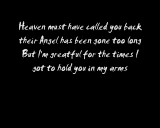 Heaven must have called you back
their Angel has been gone too long
But I'm greatful for the times I
got to hold you in my arms